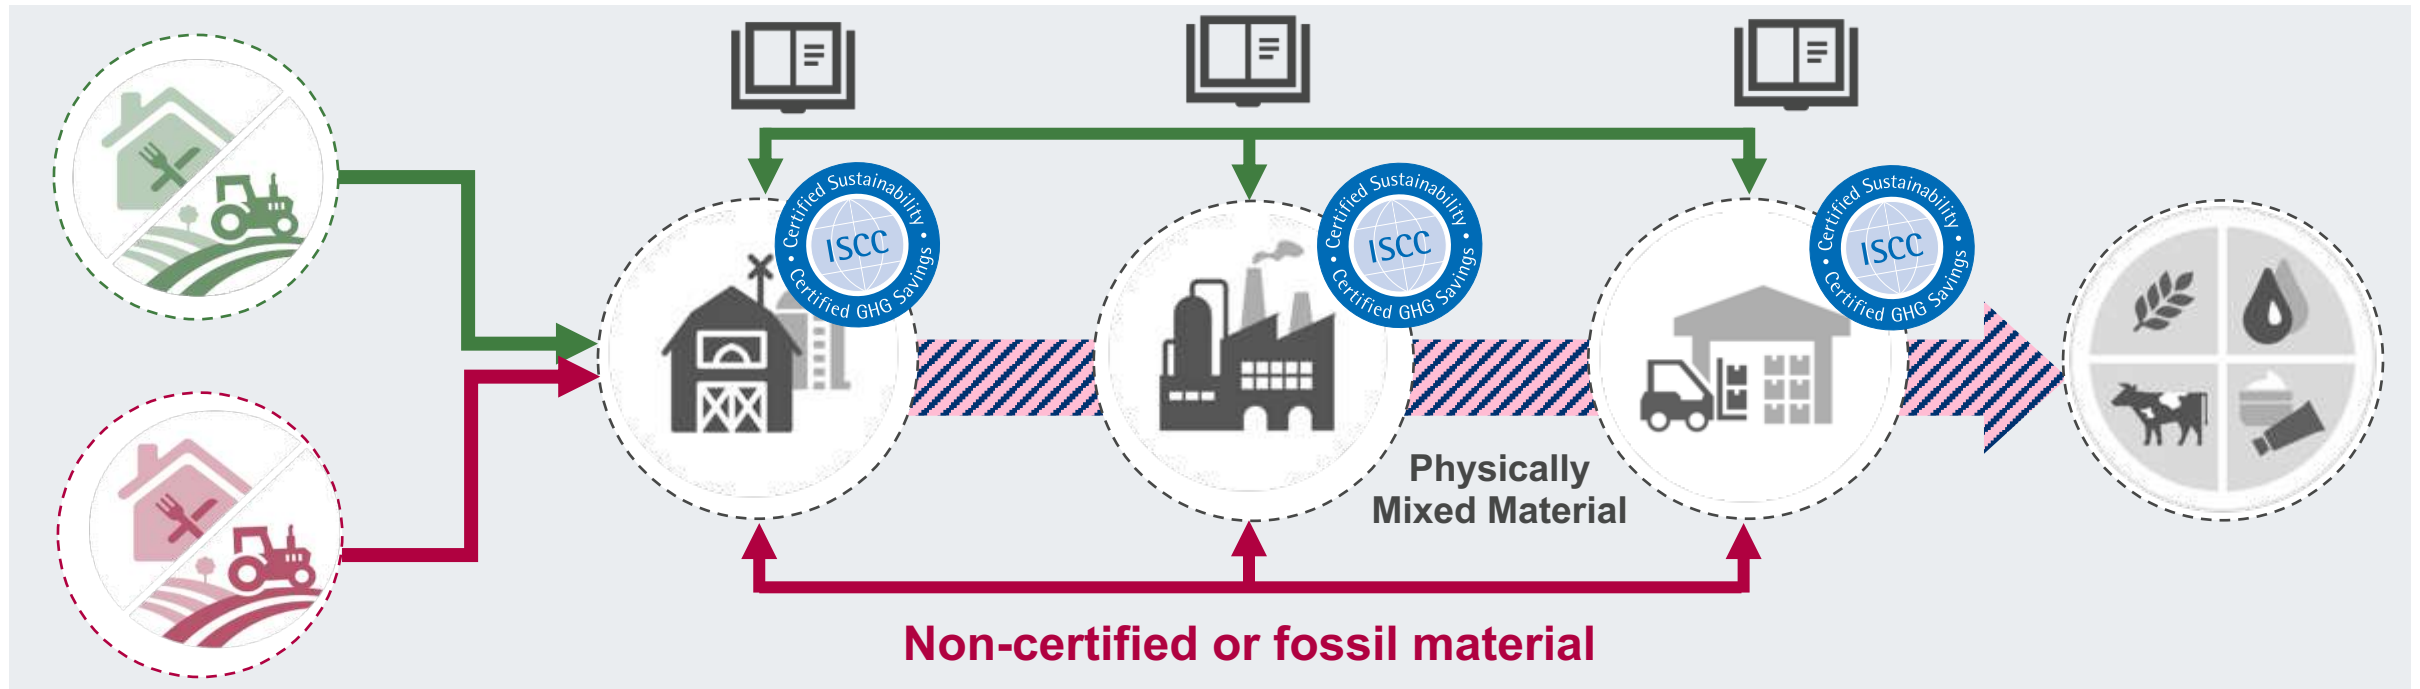 Certified Sustainability
ISCC
Certified GHG Savings
Certified Sustainability
ISCC
Certified GHG Savings
Certified Sustainability
ISCC
Certified GHG Savings
Physically
Mixed Material
Non-certified or fossil material